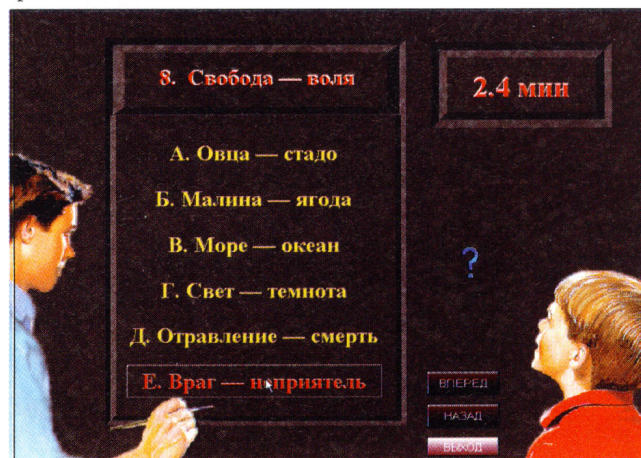 8. Свобода — воля
2.4 мин
А. Овца — стадо
Б. Малина — ягода
В. Море — океан
Г. Свет — темнота
?
Д. Отравление — смерть
Е. Враг — неприятель
ВПЕРЕД
НАЗАД
ВЫХОД